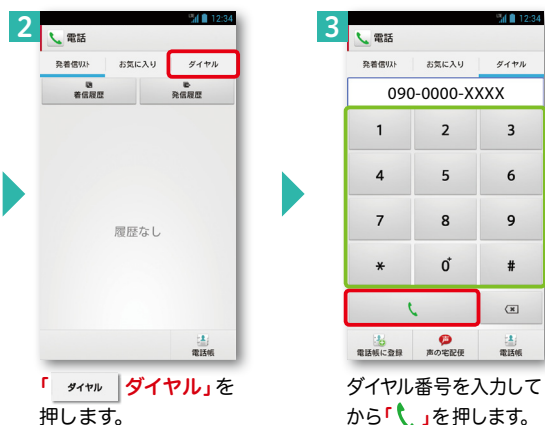 2
12:34
電話
発着信リスト お気に入り ダイヤル
着信履歴 発信履歴
履歴なし
電話帳
「 ダイヤル ダイヤル」を
押します。
3
12:34
電話
発着信リスト お気に入り ダイヤル
090-0000-XXXX
1 2 3
4 5 6
7 8 9
* 0+ #
電話帳に登録 声の宅配便 電話帳
ダイヤル番号を入力して
から「 」を押します。